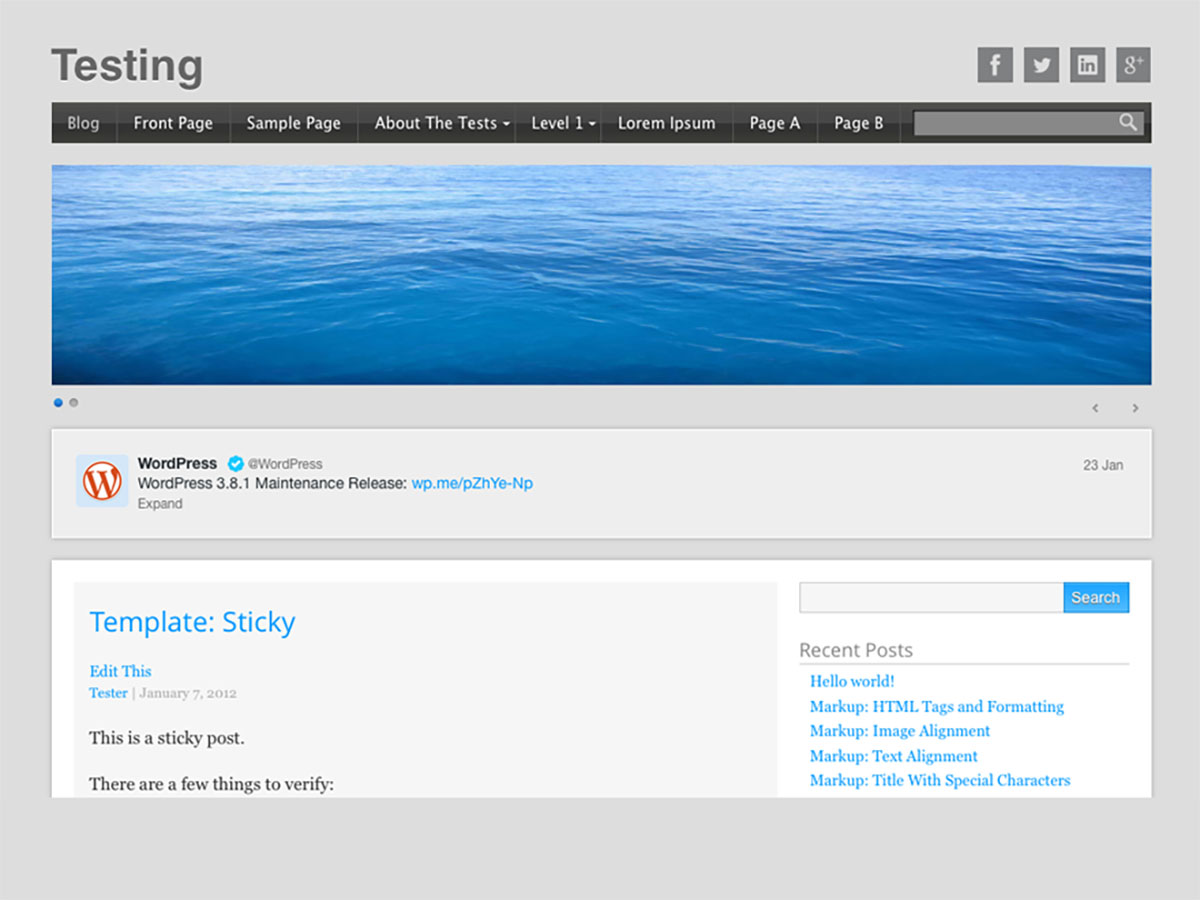 Testing
Blog Front Page Sample Page About The Tests Level 1 Lorem Ipsum Page A Page B
WordPress @WordPress 23 Jan
WordPress 3.8.1 Maintenance Release: wp.me/pZhYe-Np
Expand
Template: Sticky
Edit This
Tester | January 7, 2012
This is a sticky post.
There are a few things to verify:
Search
Recent Posts
Hello world!
Markup: HTML Tags and Formatting
Markup: Image Alignment
Markup: Text Alignment
Markup: Title With Special Characters